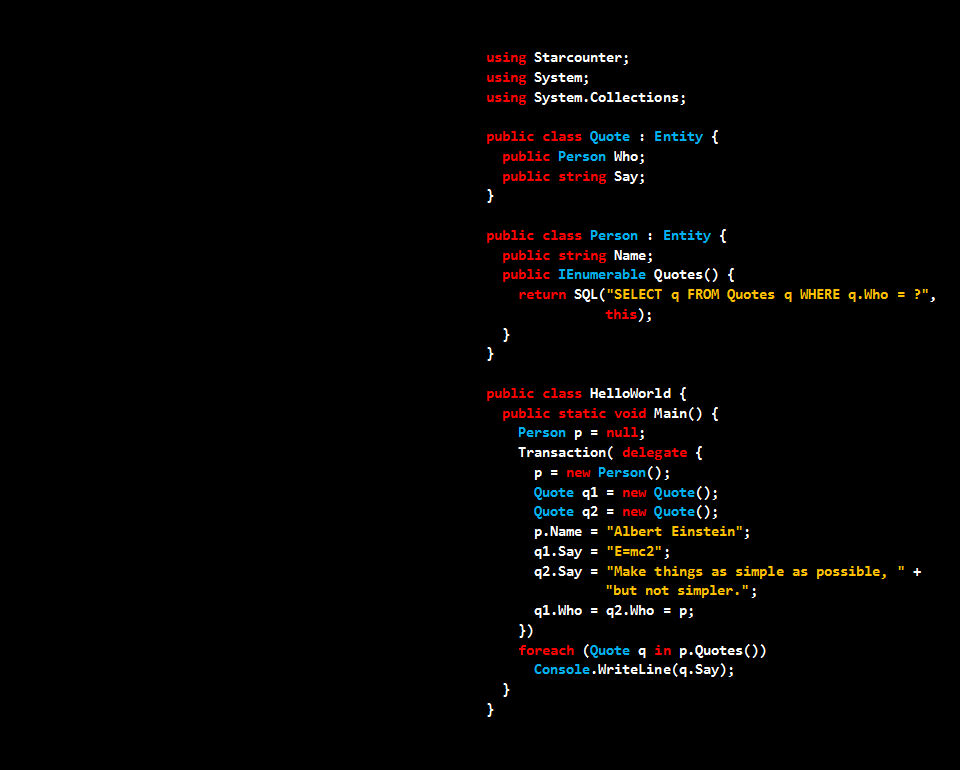 using Starcounter;
using System;
using System.Collections;

public class Quote : Entity {
  public Person Who;
  public string Say;
}

public class Person : Entity {
  public string Name;
  public IEnumerable Quotes() {
    return SQL("SELECT q FROM Quotes q WHERE q.Who = ?",
               this);
  }
}

public class HelloWorld {
  public static void Main() {
    Person p = null;
    Transaction( delegate {
      p = new Person();
      Quote q1 = new Quote();
      Quote q2 = new Quote();
      p.Name = "Albert Einstein";
      q1.Say = "E=mc2";
      q2.Say = "Make things as simple as possible, " +
               "but not simpler.";
      q1.Who = q2.Who = p;
    })
    foreach (Quote q in p.Quotes())
      Console.WriteLine(q.Say);
  }
}